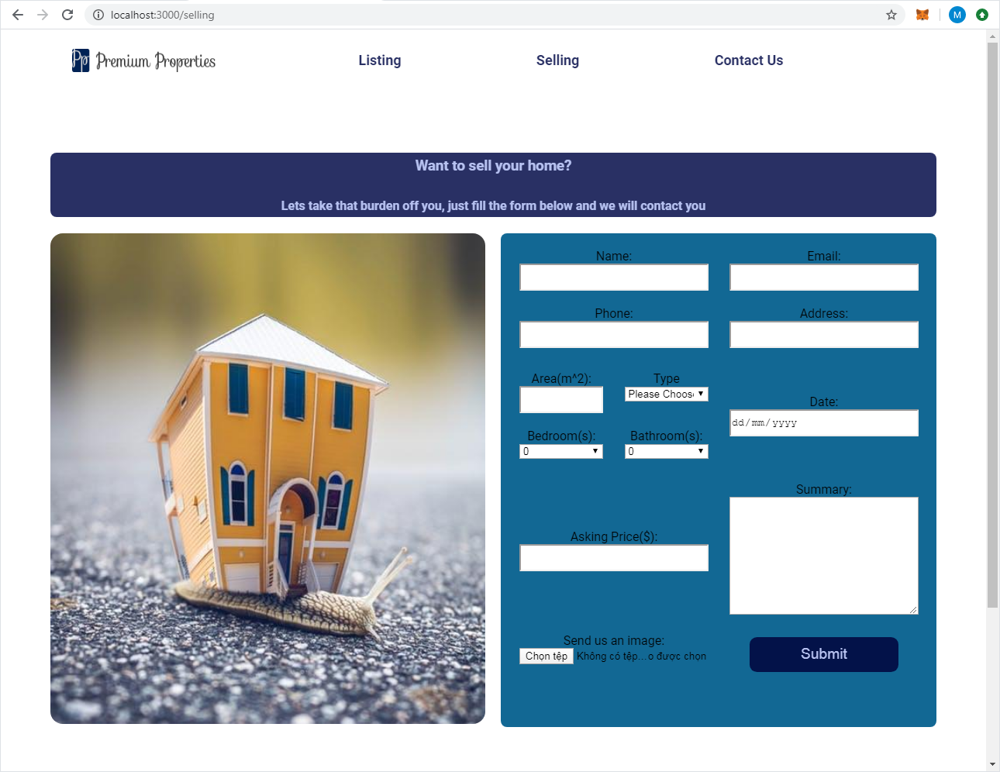 localhost:3000/selling
M
Pp Premium Properties
Listing
Selling
Contact Us
Want to sell your home?
Lets take that burden off you, just fill the form below and we will contact you
Name:
Email:
Phone:
Address:
Area(m^2):
Type
Please Choos
Date:
dd/mm/yyyy
Bedroom(s):
Bathroom(s):
0
0
Summary:
Asking Price($):
Send us an image:
Chọn tệp Không có tệp...o được chọn
Submit